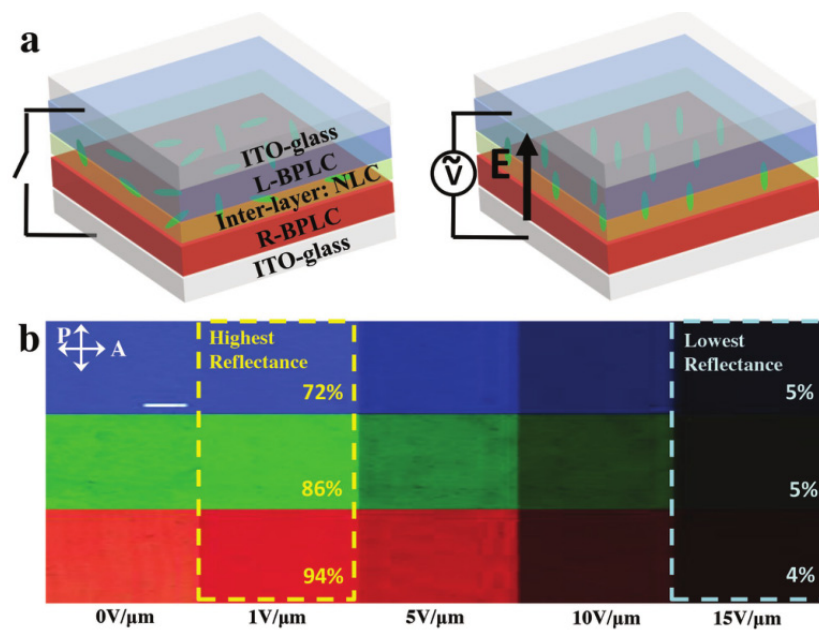 a
ITO-glass
L-BPLC
Inter-layer: NLC
R-BPLC
ITO-glass
Ṽ
E
b
P
A
Highest
Reflectance
Lowest
Reflectance
72%
5%
86%
5%
94%
4%
0V/μm 1V/μm 5V/μm 10V/μm 15V/μm